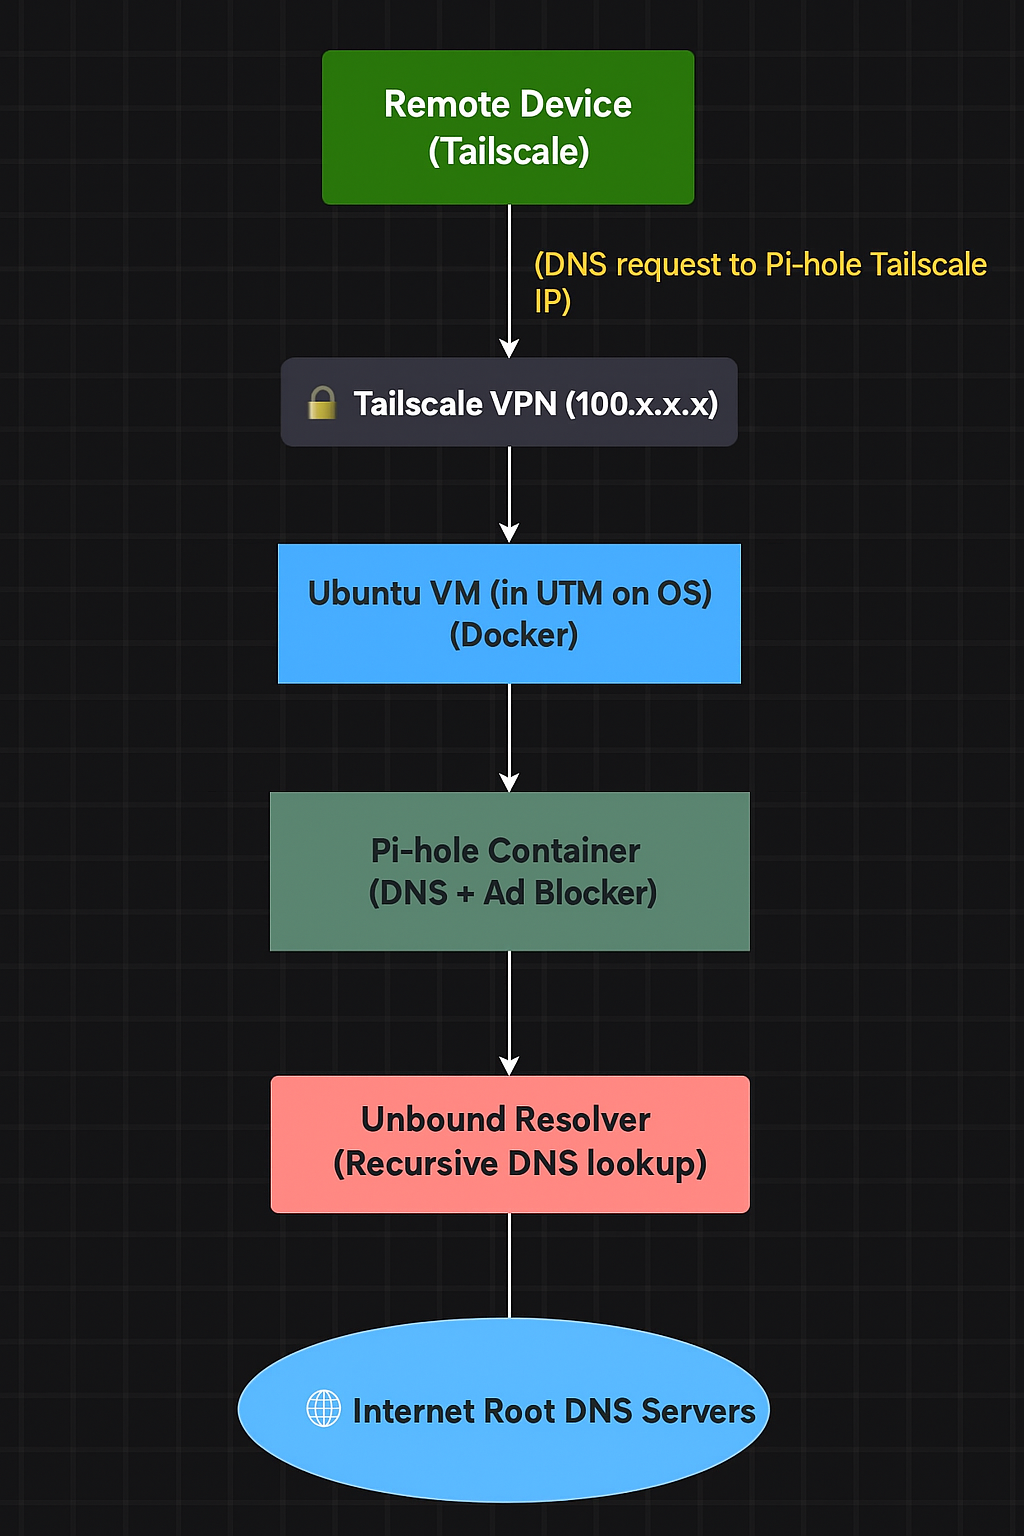 Remote Device
(Tailscale)
(DNS request to Pi-hole Tailscale
IP)
Tailscale VPN (100.x.x.x)
Ubuntu VM (in UTM on OS)
(Docker)
Pi-hole Container
(DNS + Ad Blocker)
Unbound Resolver
(Recursive DNS lookup)
Internet Root DNS Servers